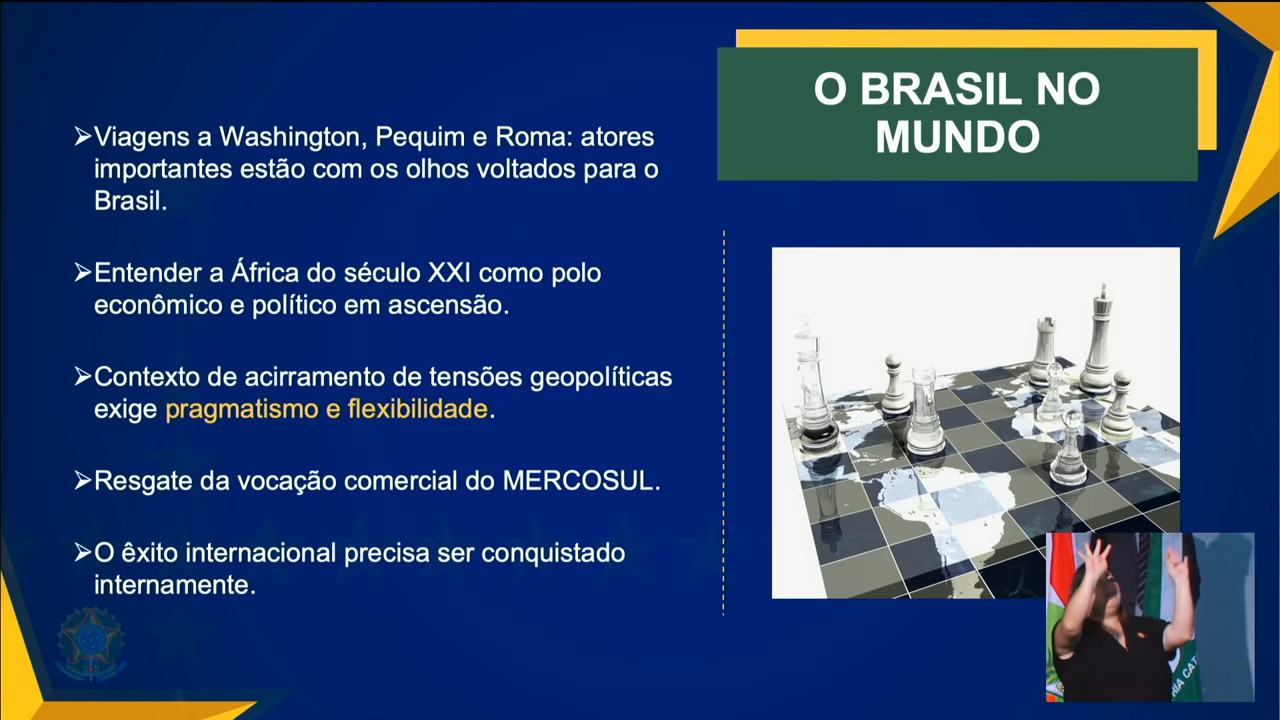 O BRASIL NO
MUNDO
➢Viagens a Washington, Pequim e Roma: atores
importantes estão com os olhos voltados para o
Brasil.
➢Entender a África do século XXI como polo
econômico e político em ascensão.
➢Contexto de acirramento de tensões geopolíticas
exige pragmatismo e flexibilidade.
➢Resgate da vocação comercial do MERCOSUL.
➢O êxito internacional precisa ser conquistado
internamente.